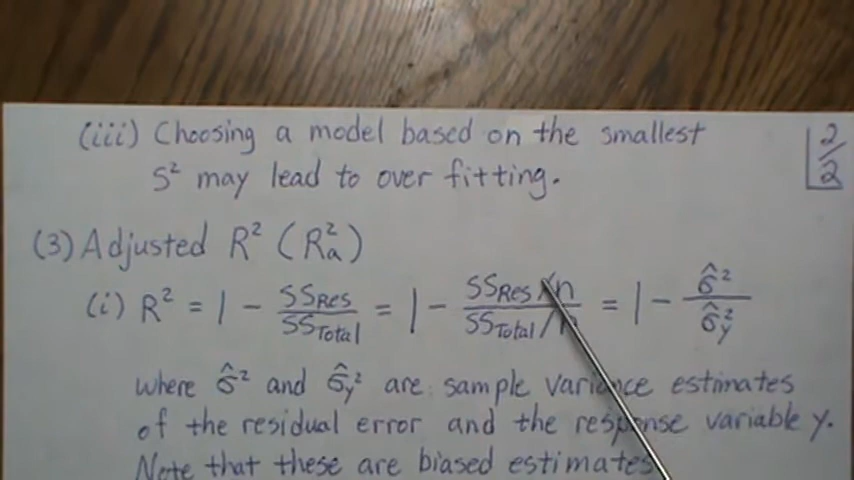 (iii) Choosing a model based on the smallest
S² may lead to over fitting.
2/2
(3) Adjusted R² (R²ₐ)
(i) R² = 1 - SSRes/SSTotal = 1 - (SSRes/n)/(SSTotal/n) = 1 - σ̂²/σ̂y²
where σ̂² and σ̂y² are sample variance estimates
of the residual error and the response variable y.
Note that these are biased estimates